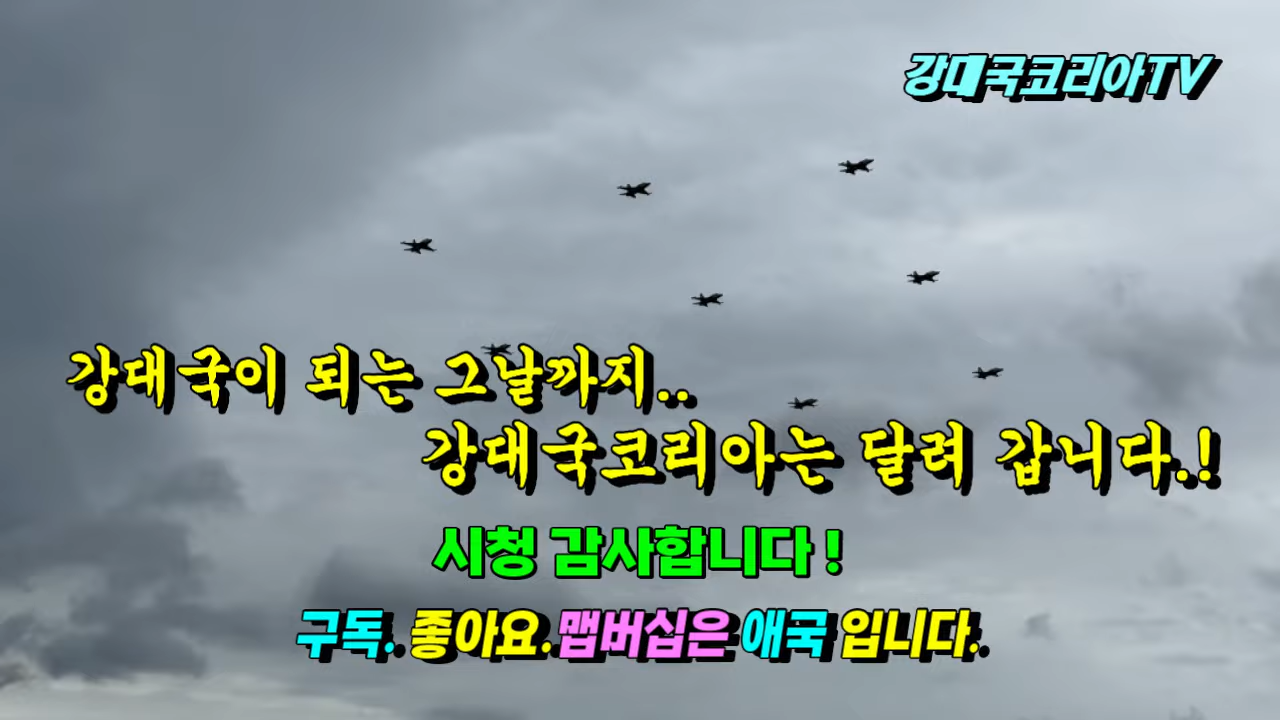 강대국코리아TV
강대국이 되는 그날까지..
강대국코리아는 달려 갑니다.!
시청 감사합니다 !
구독. 좋아요.맵버십은 애국 입니다.